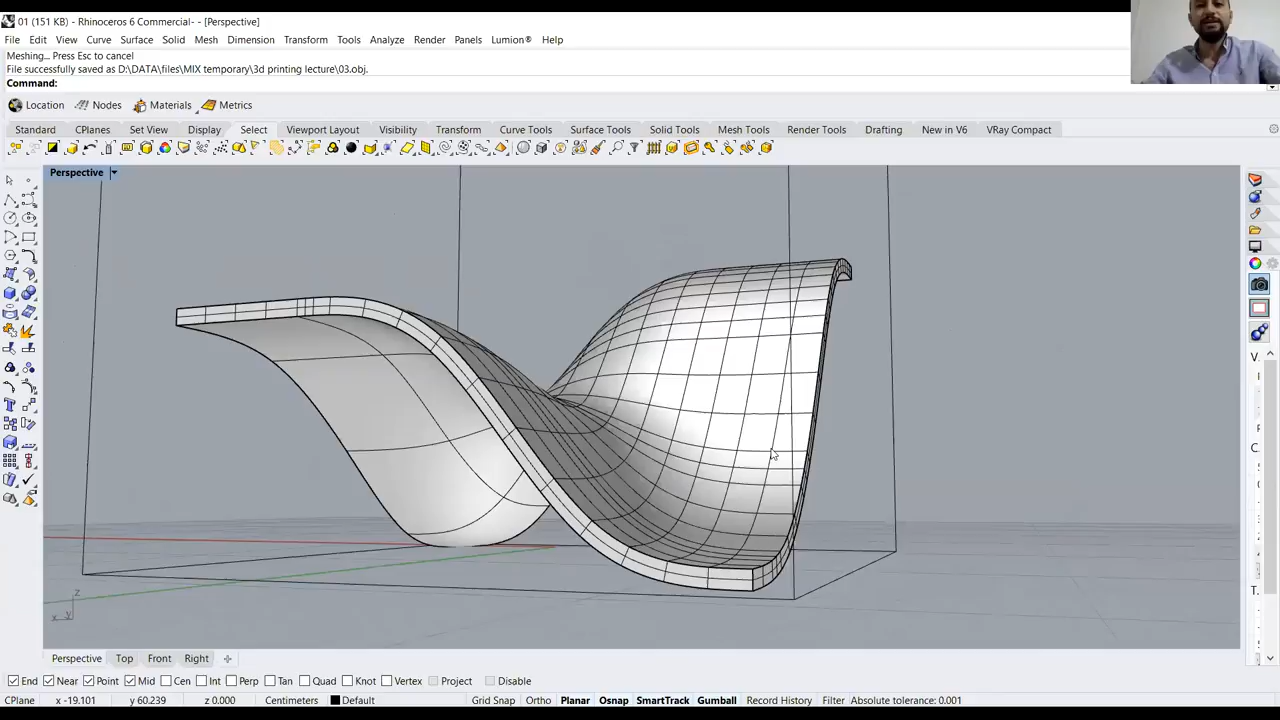 01 (151 KB) - Rhinoceros 6 Commercial- - [Perspective]
File Edit View Curve Surface Solid Mesh Dimension Transform Tools Analyze Render Panels Lumion® Help
Meshing... Press Esc to cancel
File successfully saved as D:\DATA\files\MIX temporary\3d printing lecture\03.obj.
Command:
Location Nodes Materials Metrics
Standard CPlanes Set View Display Select Viewport Layout Visibility Transform Curve Tools Surface Tools Solid Tools Mesh Tools Render Tools Drafting New in V6 VRay Compact
Perspective
V.
C.
T.
z
x y
Perspective Top Front Right
End Near Point Mid Cen Int Perp Tan Quad Knot Vertex Project Disable
CPlane x -19.101 y 60.239 z 0.000 Centimeters Default Grid Snap Ortho Planar Osnap SmartTrack Gumball Record History Filter Absolute tolerance: 0.001